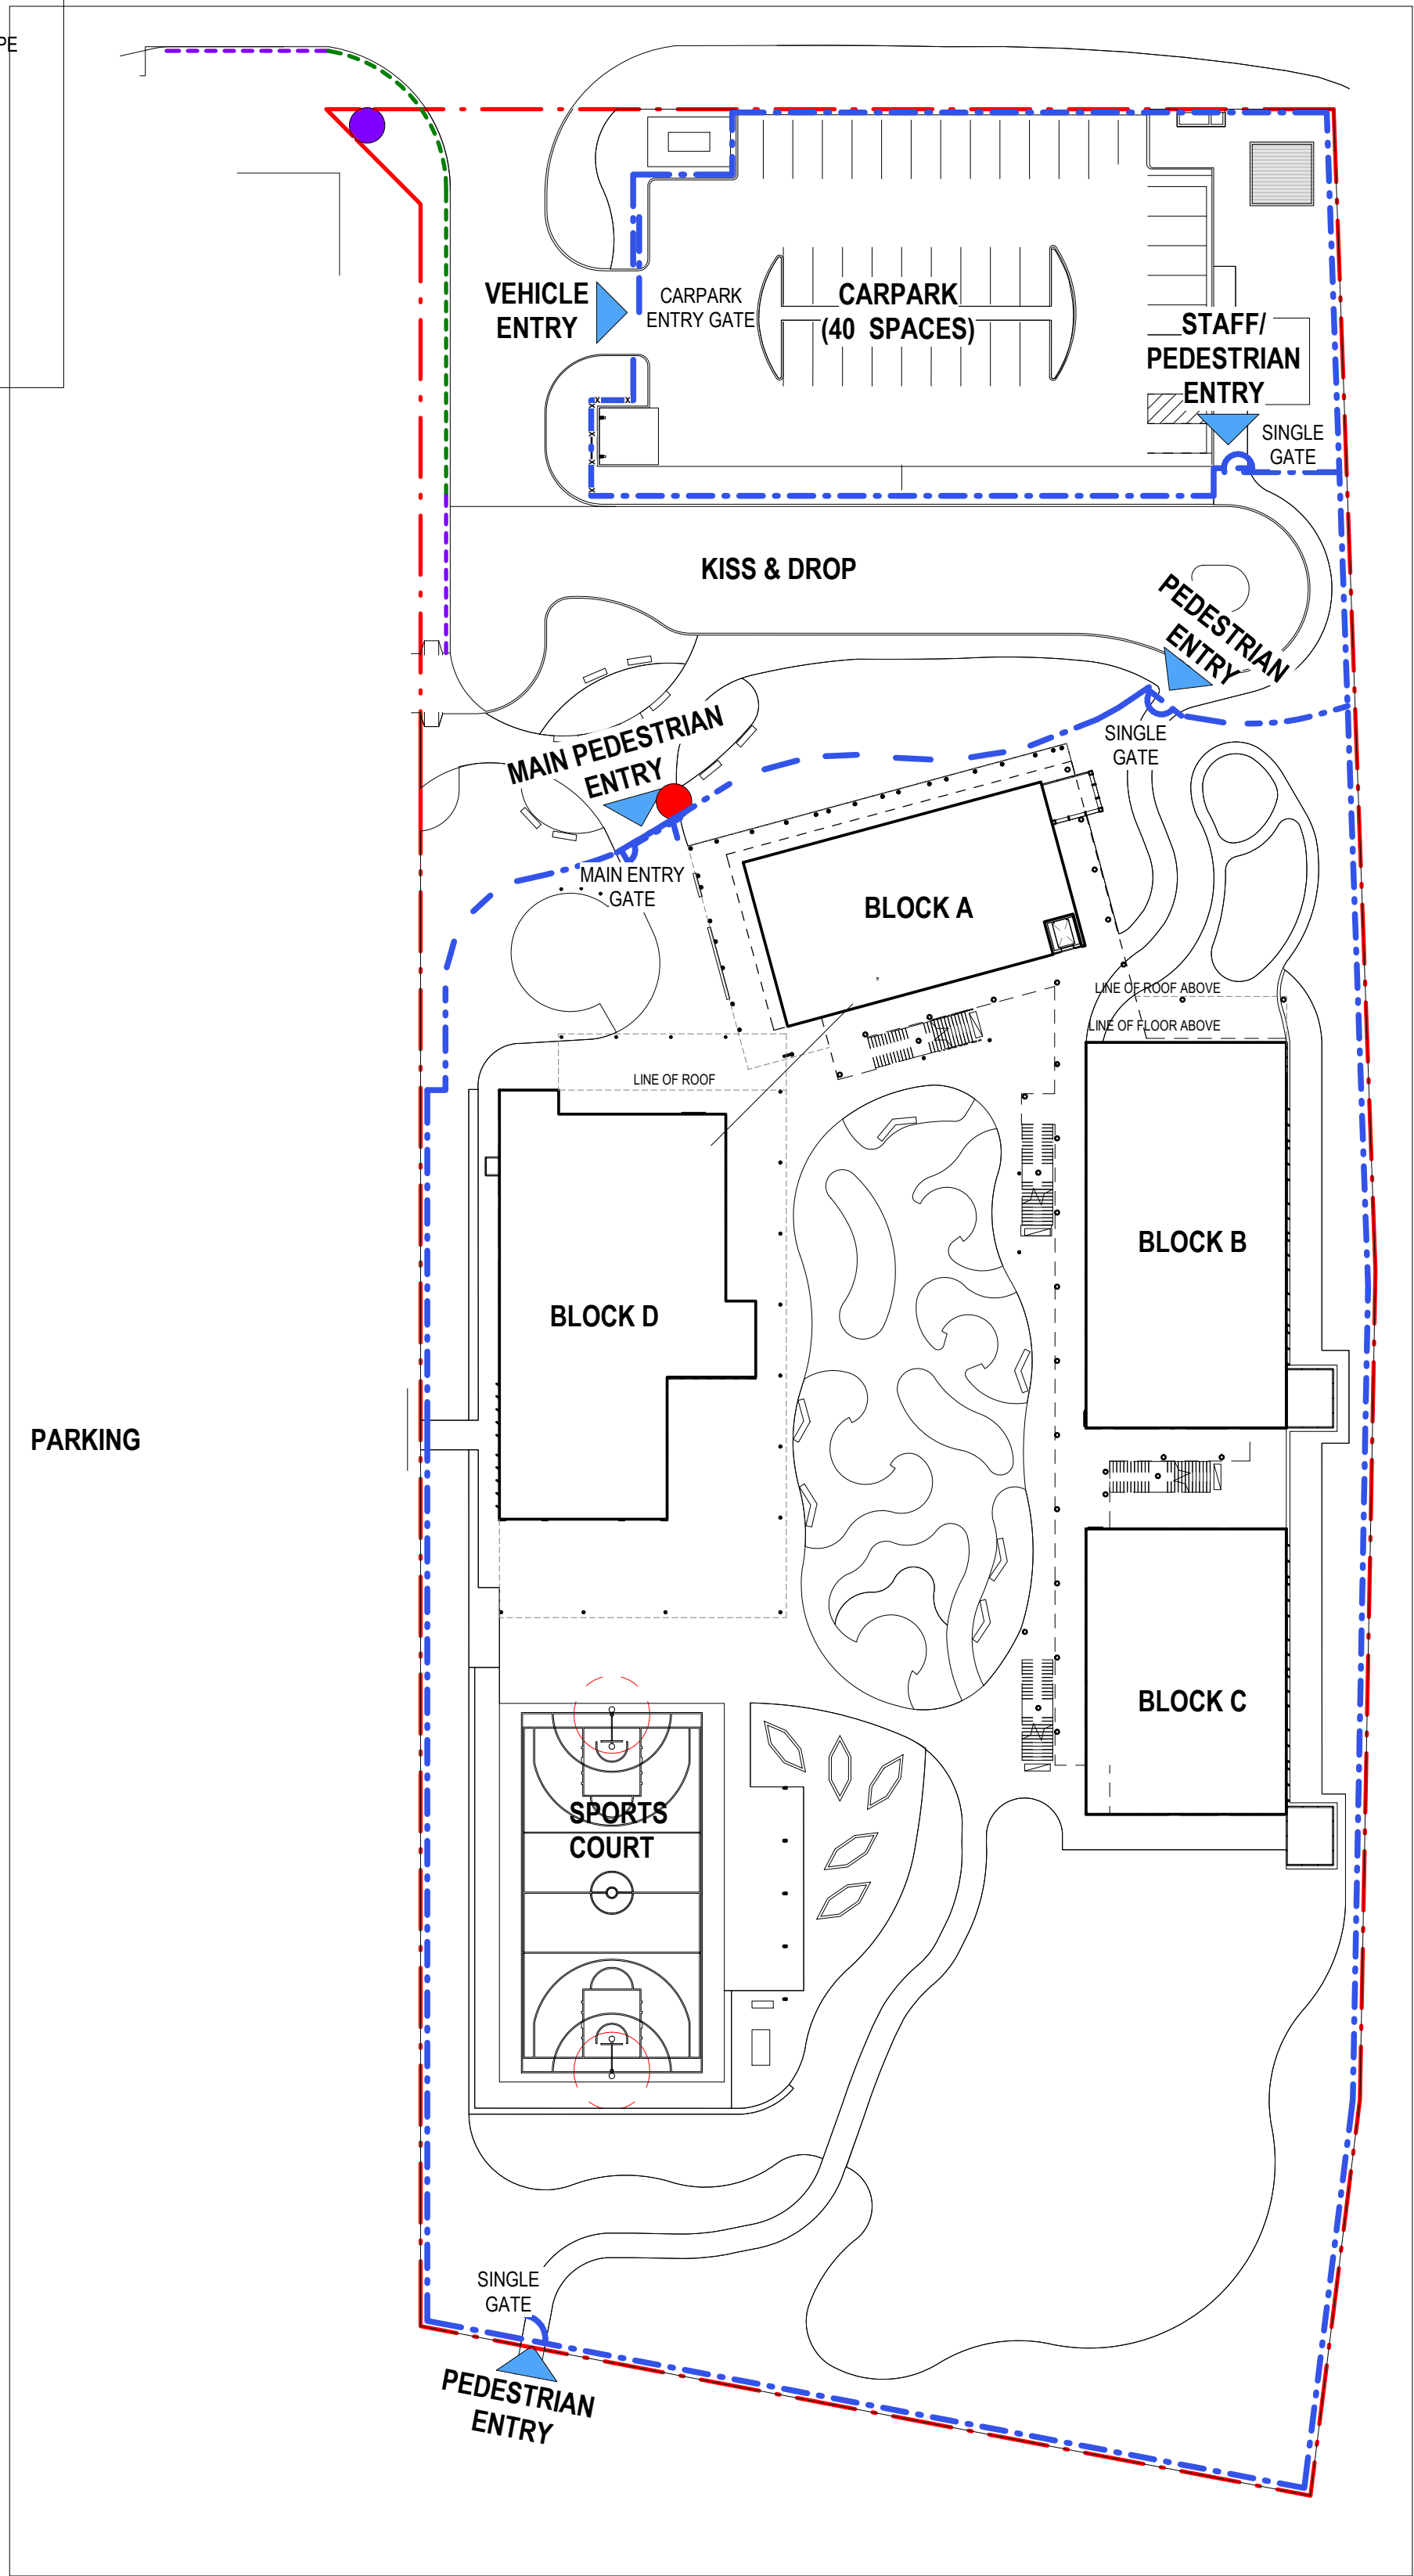 PE
VEHICLE
ENTRY
CARPARK
ENTRY GATE
CARPARK
(40 SPACES)
STAFF/
PEDESTRIAN
ENTRY
SINGLE
GATE
KISS & DROP
PEDESTRIAN
ENTRY
SINGLE
GATE
MAIN PEDESTRIAN
ENTRY
MAIN ENTRY
GATE
BLOCK A
LINE OF ROOF ABOVE
LINE OF FLOOR ABOVE
LINE OF ROOF
BLOCK B
BLOCK D
PARKING
BLOCK C
SPORTS
COURT
SINGLE
GATE
PEDESTRIAN
ENTRY